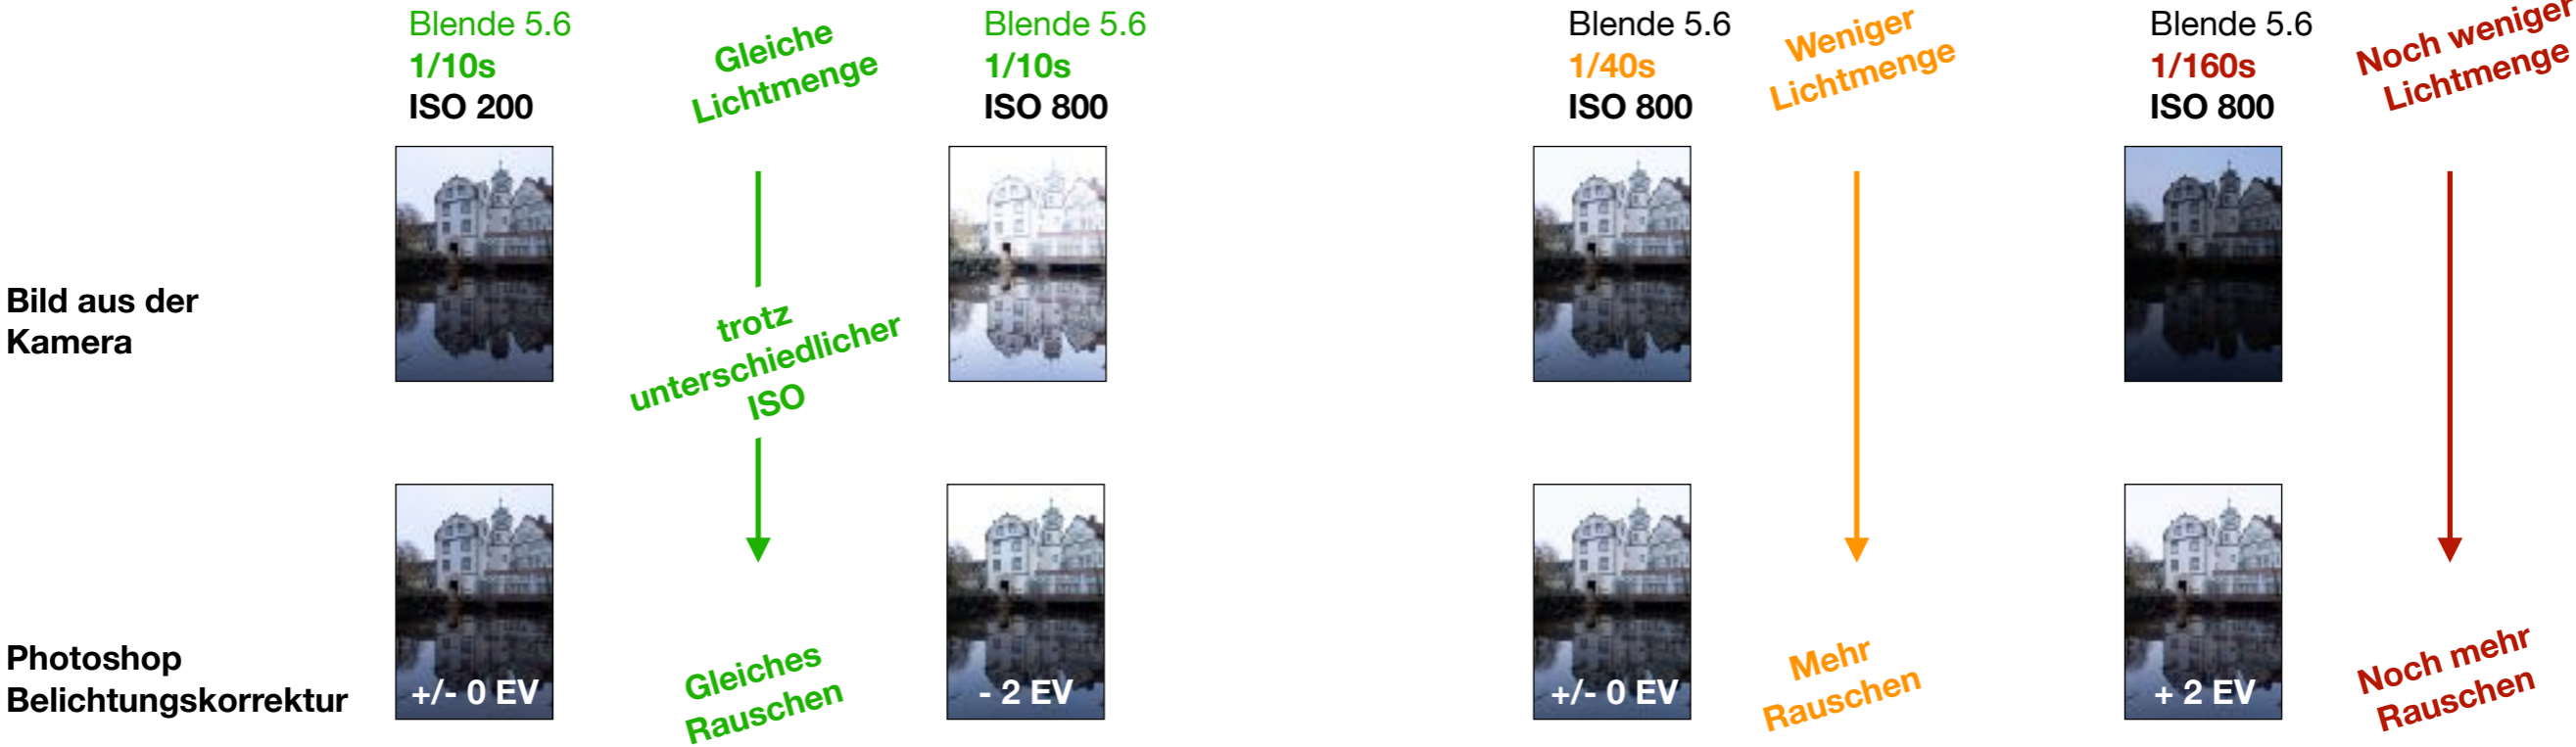 Blende 5.6
1/10s
ISO 200
Gleiche
Lichtmenge
Blende 5.6
1/10s
ISO 800
Blende 5.6
1/40s
ISO 800
Weniger
Lichtmenge
Blende 5.6
1/160s
ISO 800
Noch weniger
Lichtmenge
Bild aus der
Kamera
trotz
unterschiedlicher
ISO
Photoshop
Belichtungskorrektur
+/- 0 EV
Gleiches
Rauschen
- 2 EV
+/- 0 EV
Mehr
Rauschen
+ 2 EV
Noch mehr
Rauschen